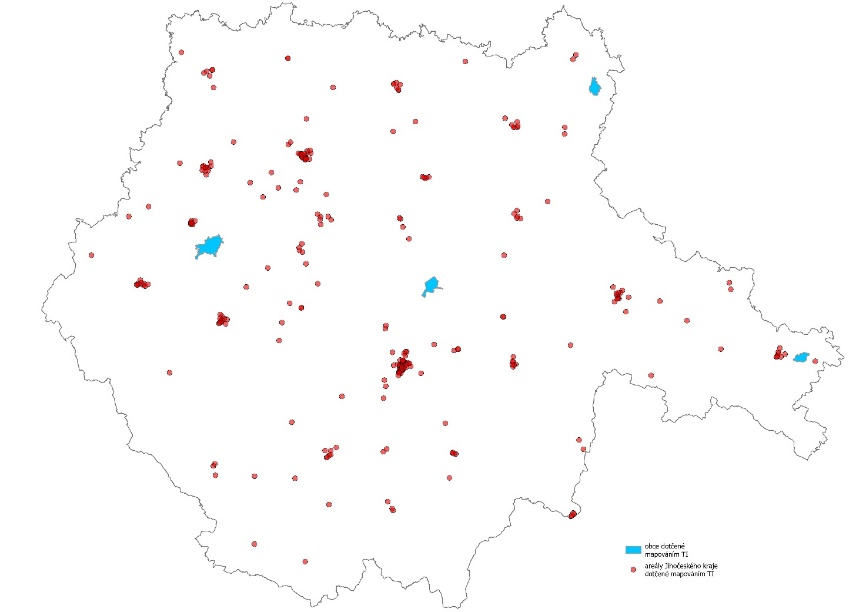 obce dotčené
mapováním TI
areály Jihočeského kraje
dotčené mapováním TI